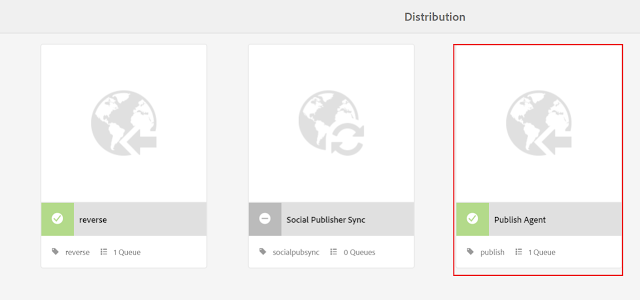 Distribution
reverse
Social Publisher Sync
Publish Agent
reverse 1 Queue
socialpubsync 0 Queues
publish 1 Queue